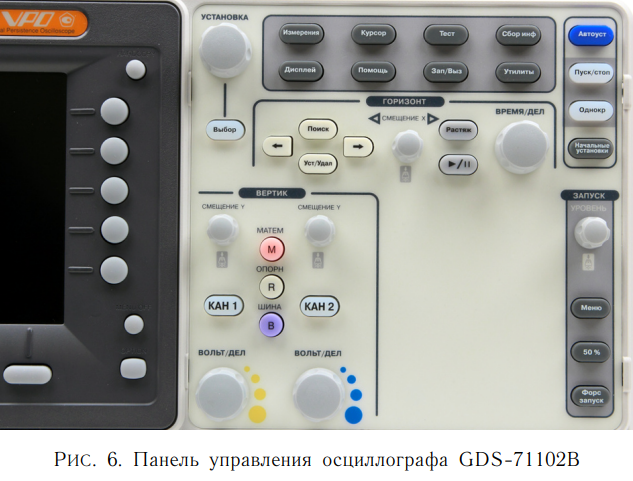 VPO
УСТАНОВКА
Измерения
Курсор
Тест
Сбор инф
Автоуст
Дисплей
Помощь
Зап/Выз
Утилиты
Пуск/стоп
Однокр
Начальные
установки
Выбор
ГОРИЗОНТ
Поиск
Уст/Удал
СМЕЩЕНИЕ X
Растяж
ВРЕМЯ/ДЕЛ
ВЕРТИК
СМЕЩЕНИЕ Y
СМЕЩЕНИЕ Y
МАТЕМ
M
ОПОРН
R
ШИНА
B
КАН 1
КАН 2
ВОЛЬТ/ДЕЛ
ВОЛЬТ/ДЕЛ
ЗАПУСК
УРОВЕНЬ
Меню
50 %
Форс
запуск
Рис. 6. Панель управления осциллографа GDS-71102B